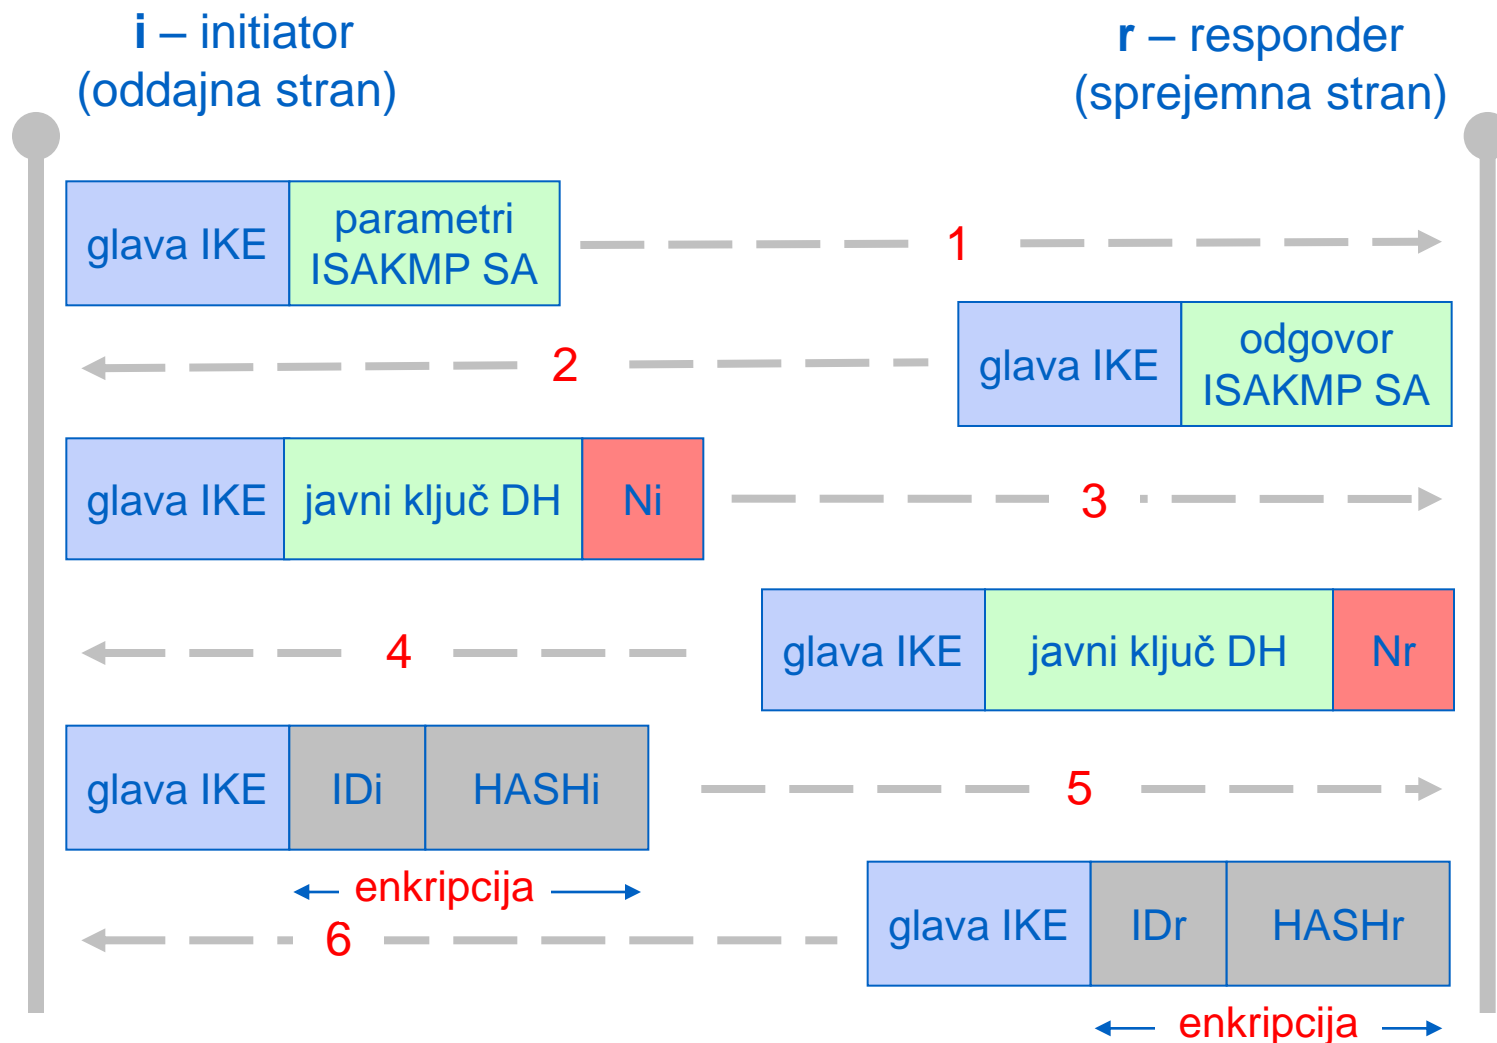 i – initiator
(oddajna stran)
r – responder
(sprejemna stran)
glava IKE
parametri
ISAKMP SA
1
2
glava IKE
odgovor
ISAKMP SA
glava IKE
javni ključ DH
Ni
3
4
glava IKE
javni ključ DH
Nr
glava IKE
IDi
HASHi
5
enkripcija
6
glava IKE
IDr
HASHr
enkripcija